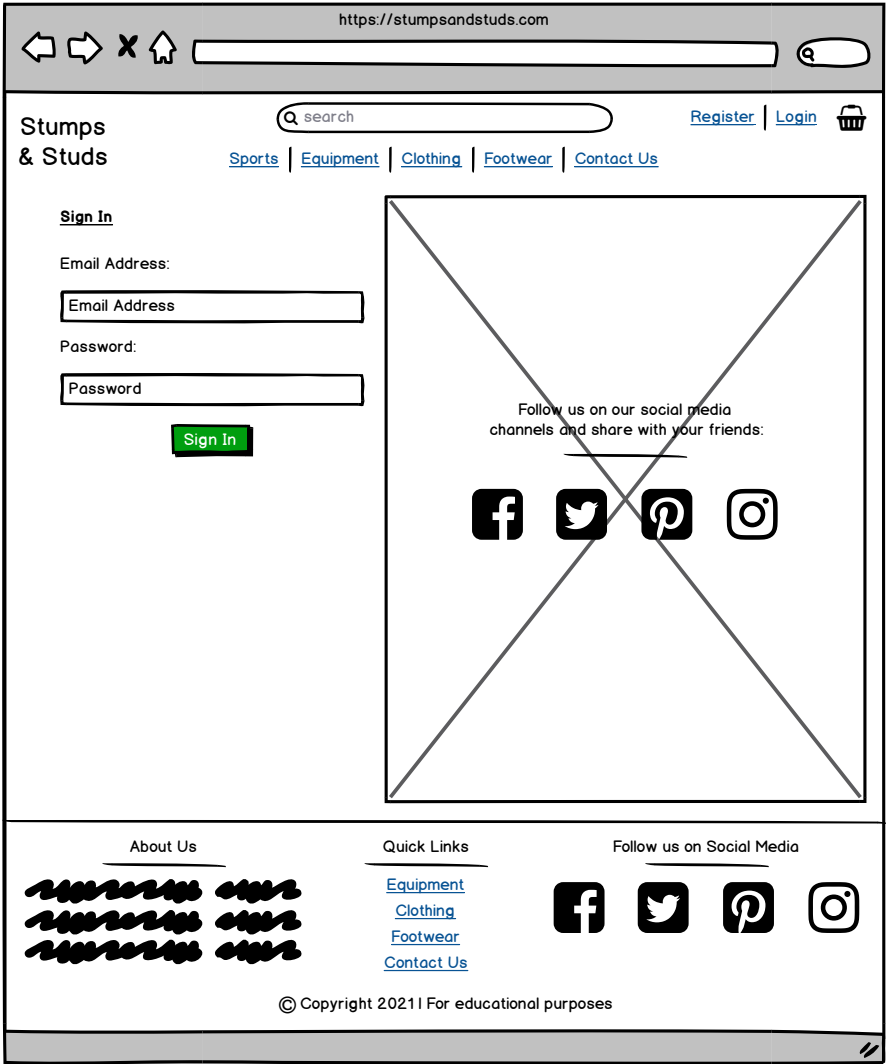 https://stumpsandstuds.com
search
Register
Login
Stumps
& Studs
Sports
Equipment
Clothing
Footwear
Contact Us
Sign In
Email Address:
Email Address
Password:
Password
Sign In
Follow us on our social media
channels and share with your friends:
About Us
Quick Links
Equipment
Clothing
Footwear
Contact Us
Follow us on Social Media
© Copyright 2021| For educational purposes